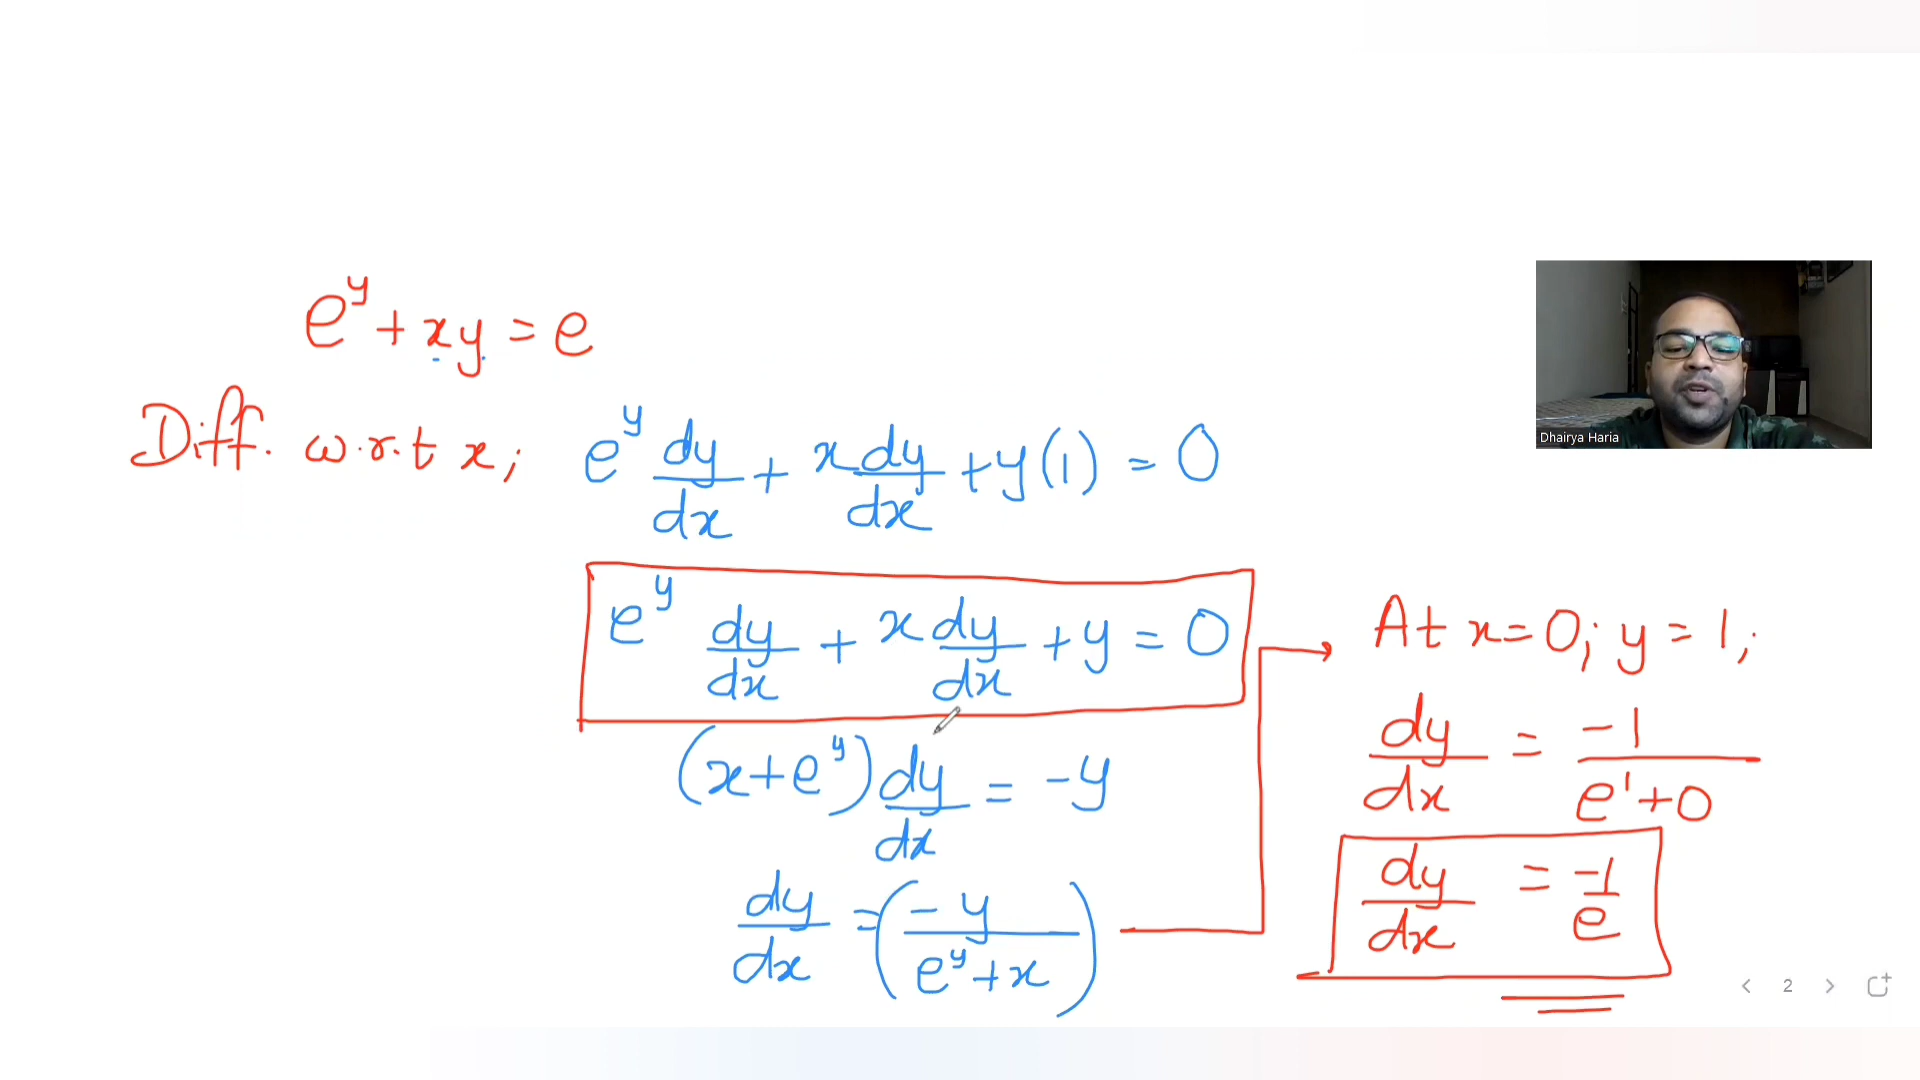 e^y + xy = e
Diff. w.r.t x; e^y dy/dx + x dy/dx + y(1) = 0
e^y dy/dx + x dy/dx + y = 0
(x+e^y) dy/dx = -y
dy/dx = (-y/(e^y+x))
At x=0; y=1;
dy/dx = -1/(e^1+0)
dy/dx = -1/e
Dhairya Haria
2